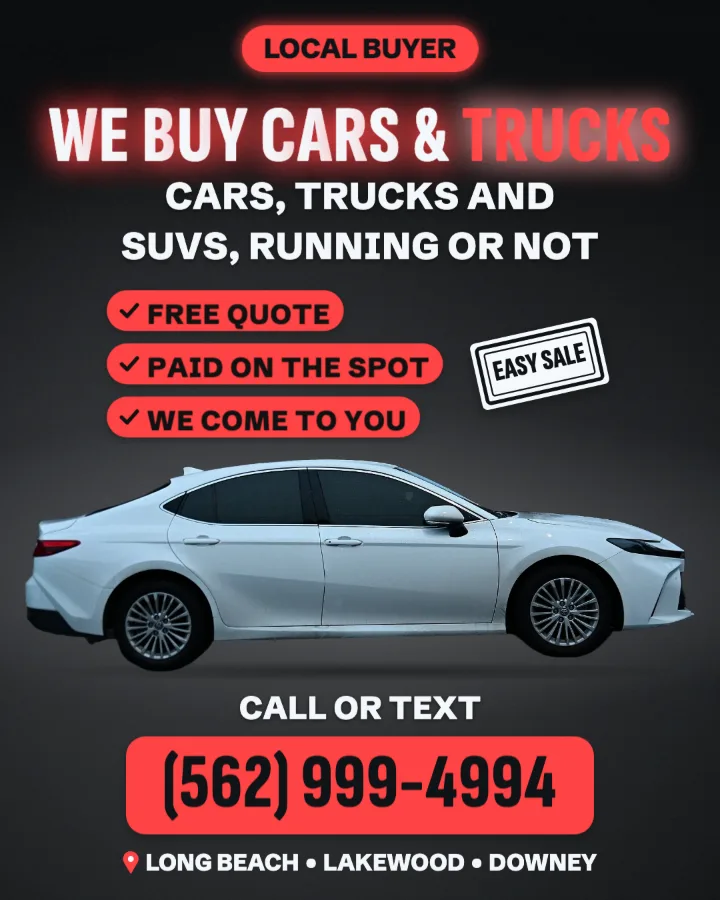 LOCAL BUYER
WE BUY CARS & TRUCKS
CARS, TRUCKS AND
SUVS, RUNNING OR NOT
✓ FREE QUOTE
✓ PAID ON THE SPOT
✓ WE COME TO YOU
EASY SALE
CALL OR TEXT
(562) 999-4994
📍 LONG BEACH • LAKEWOOD • DOWNEY